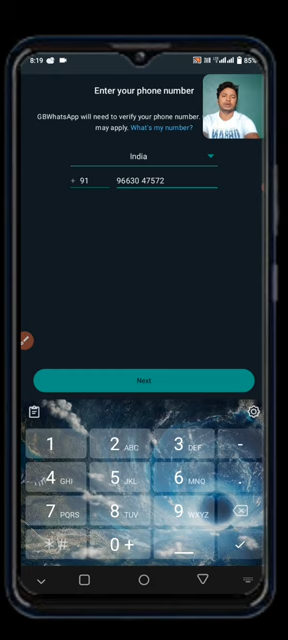 8:19
85%
Enter your phone number
GBWhatsApp will need to verify your phone number.
may apply. What's my number?
India
+ 91 96630 47572
Next
1 2 ABC 3 DEF -
4 GHI 5 JKL 6 MNO .
7 PQRS 8 TUV 9 WXYZ
*# 0 + _